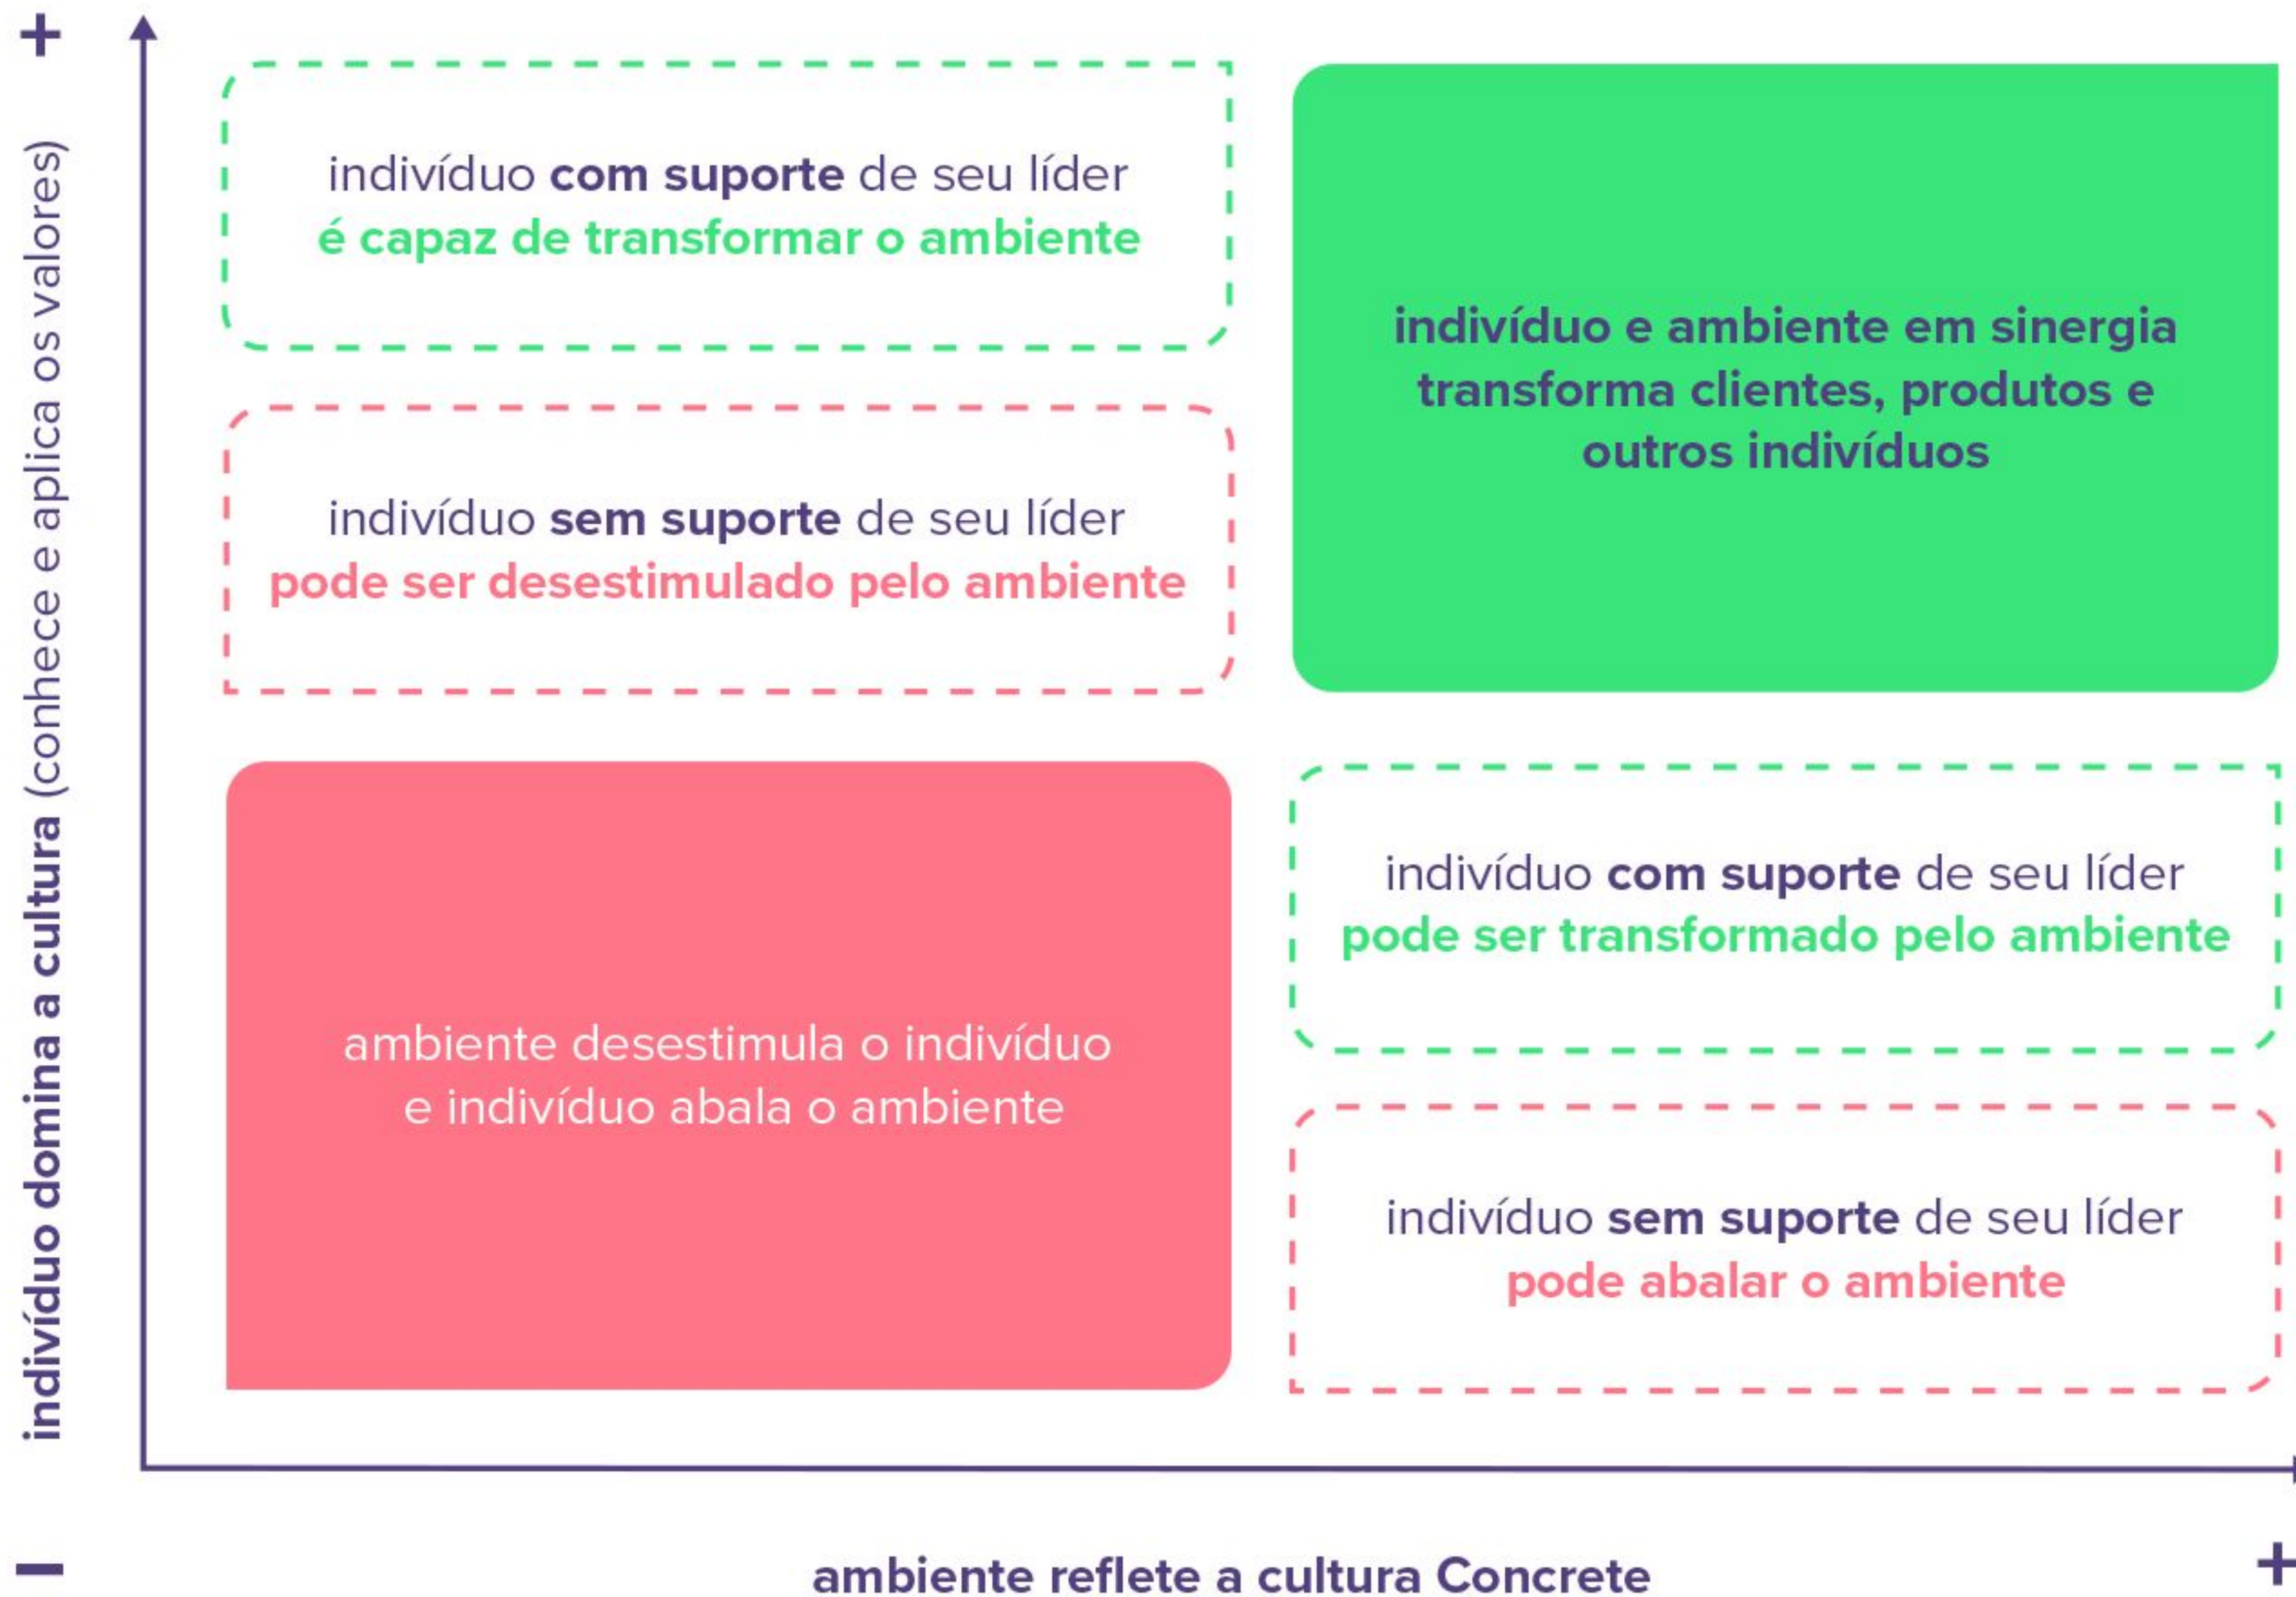 +
indivíduo domina a cultura (conhece e aplica os valores)
indivíduo com suporte de seu líder
é capaz de transformar o ambiente
indivíduo sem suporte de seu líder
pode ser desestimulado pelo ambiente
indivíduo e ambiente em sinergia
transforma clientes, produtos e
outros indivíduos
ambiente desestimula o indivíduo
e indivíduo abala o ambiente
indivíduo com suporte de seu líder
pode ser transformado pelo ambiente
indivíduo sem suporte de seu líder
pode abalar o ambiente
–
ambiente reflete a cultura Concrete
+